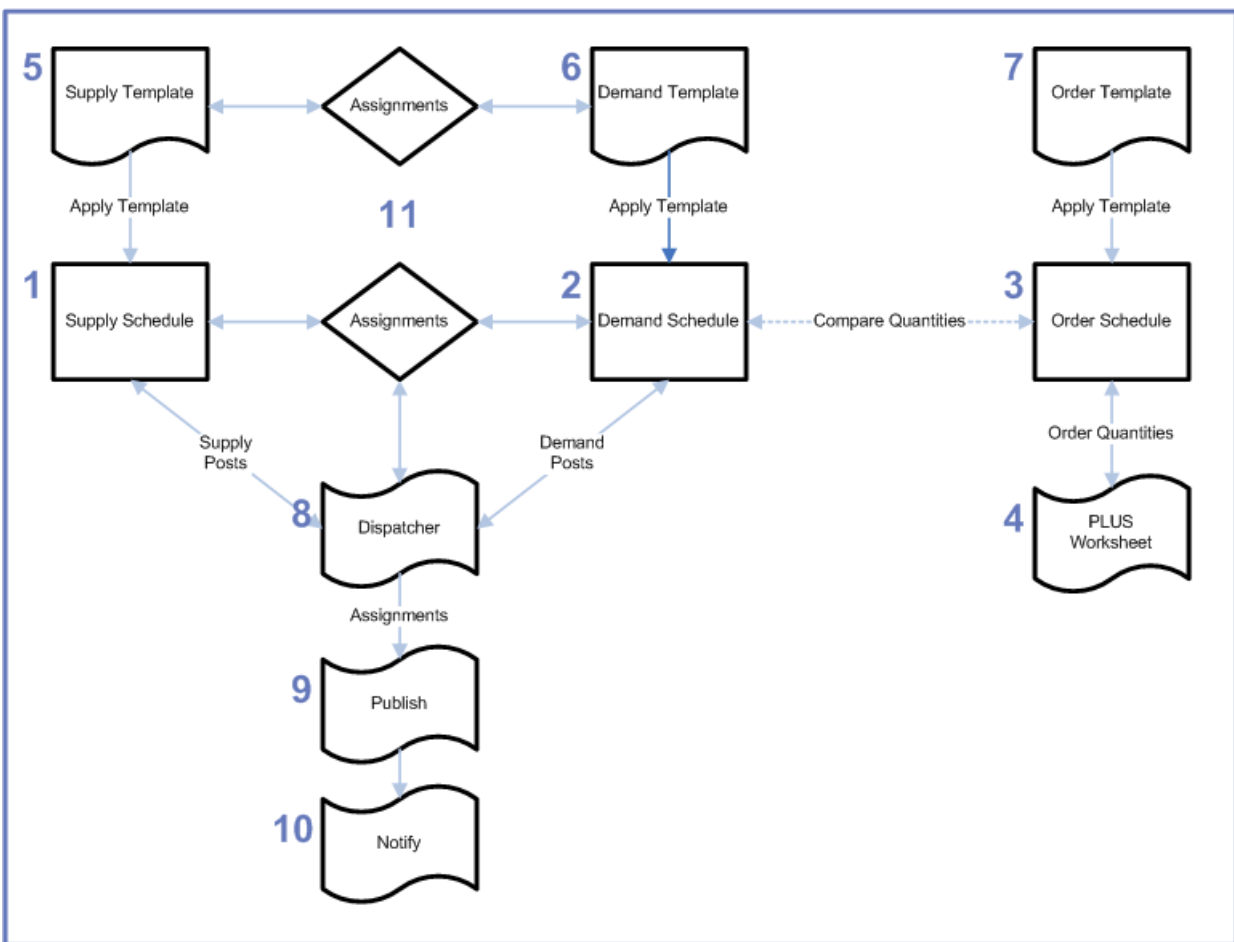 5
Supply Template
Assignments
6
Demand Template
7
Order Template
Apply Template
11
Apply Template
Apply Template
1
Supply Schedule
Assignments
2
Demand Schedule
Compare Quantities
3
Order Schedule
Supply
Posts
Demand
Posts
Order Quantities
8
Dispatcher
4
PLUS
Worksheet
Assignments
9
Publish
10
Notify